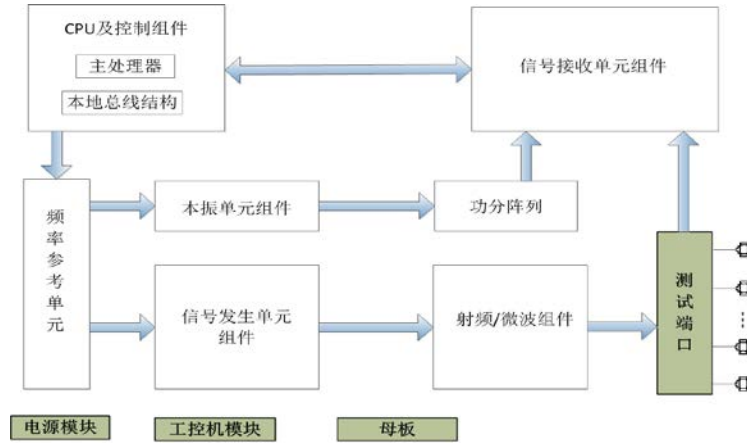 CPU及控制组件
主处理器
本地总线结构
信号接收单元组件
频率参考单元
本振单元组件
功分阵列
信号发生单元
组件
射频/微波组件
测试端口
电源模块
工控机模块
母板